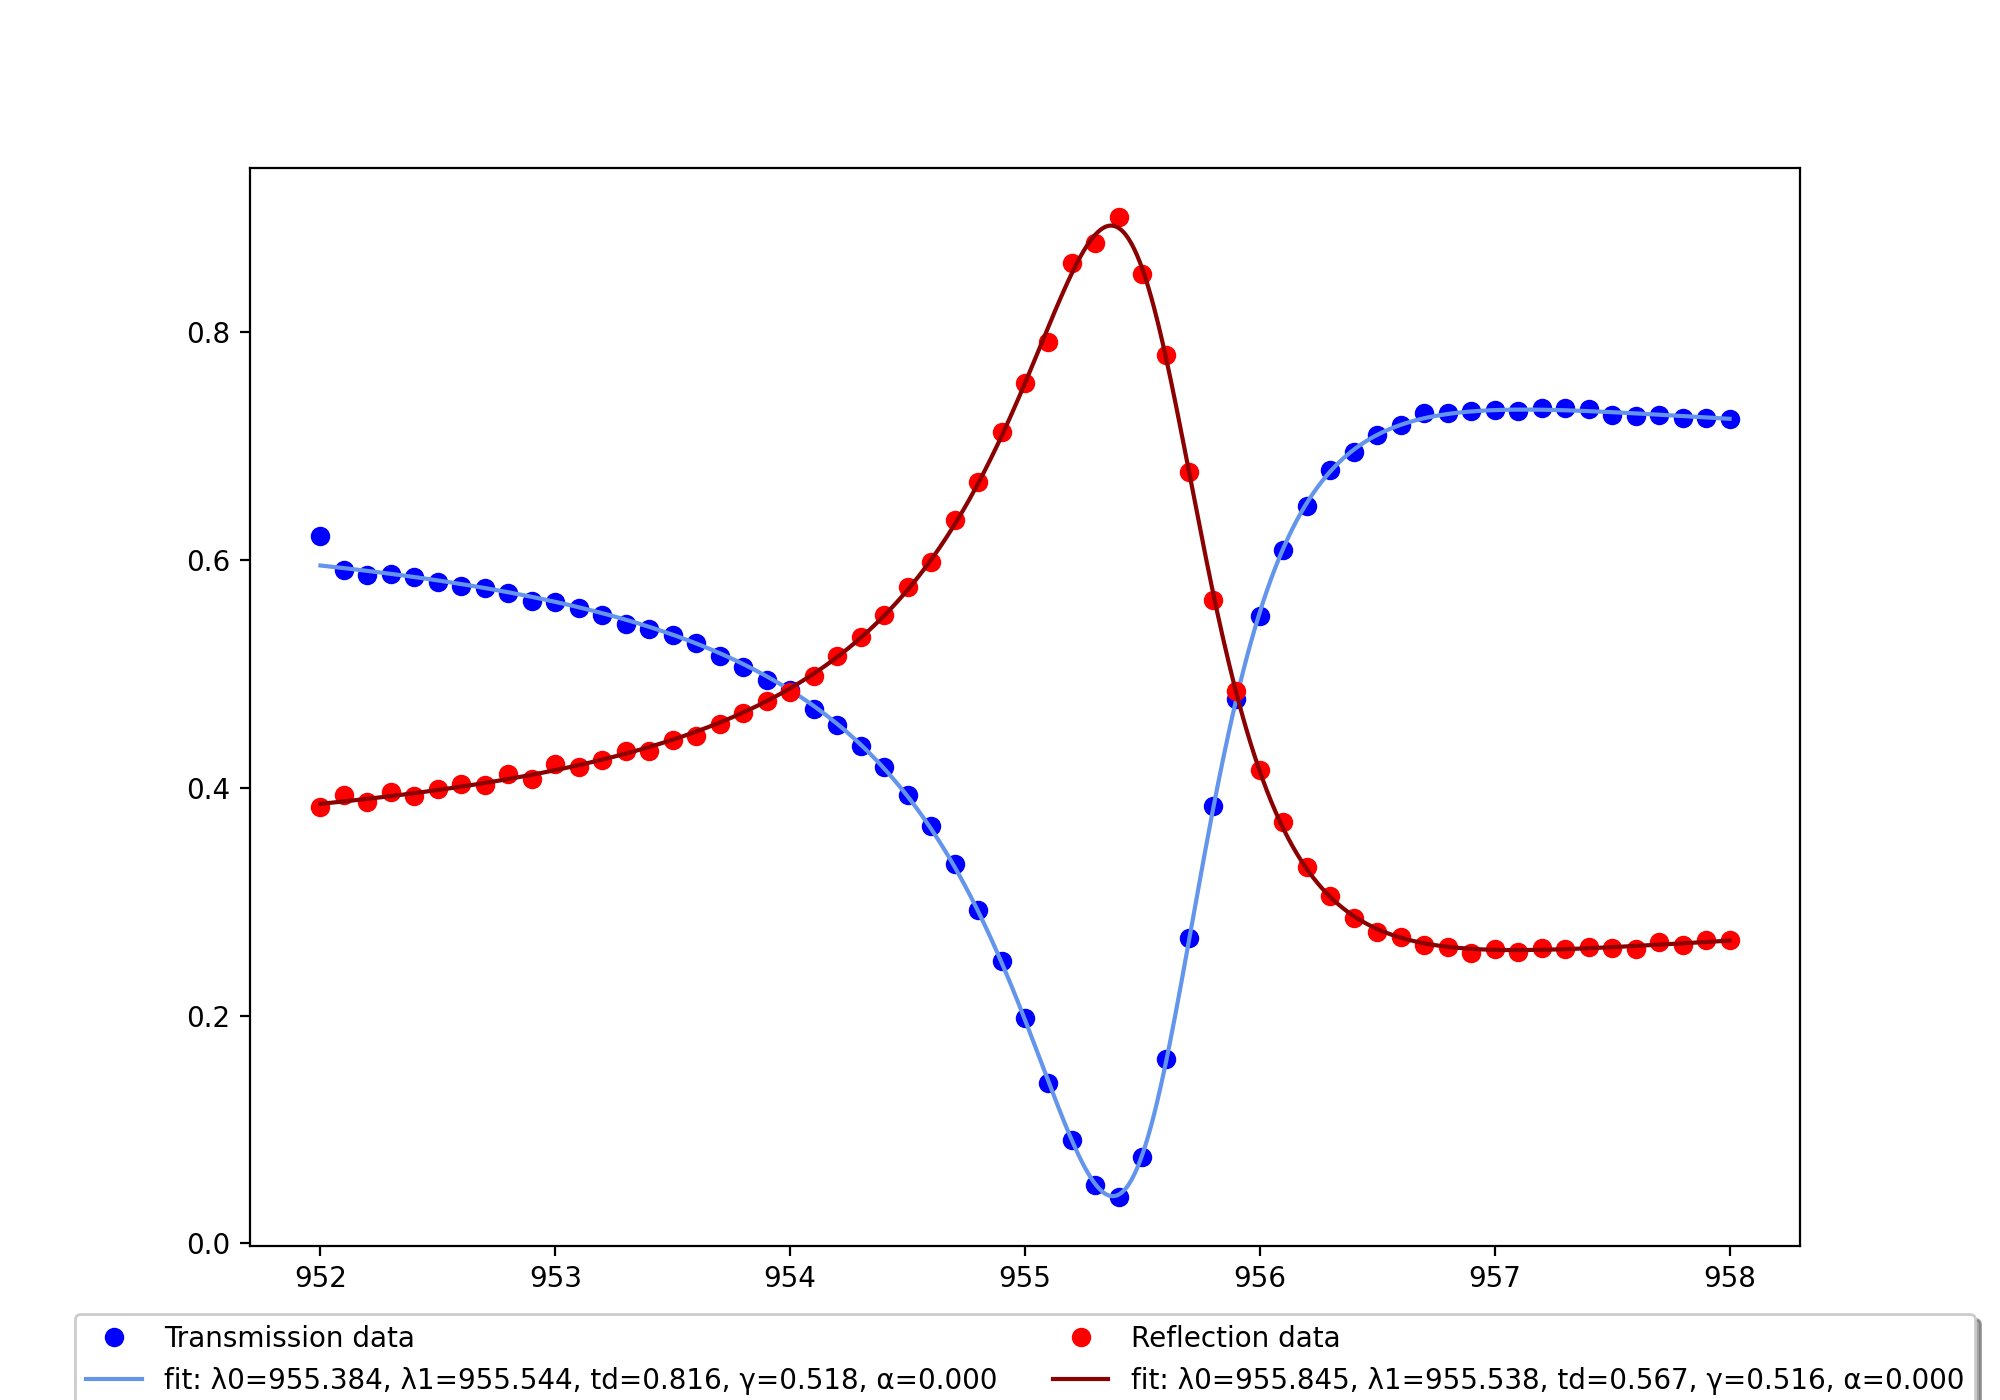 0.8
0.6
0.4
0.2
0.0
952 953 954 955 956 957 958
Transmission data
fit: λ0=955.384, λ1=955.544, td=0.816, γ=0.518, α=0.000
Reflection data
fit: λ0=955.845, λ1=955.538, td=0.567, γ=0.516, α=0.000